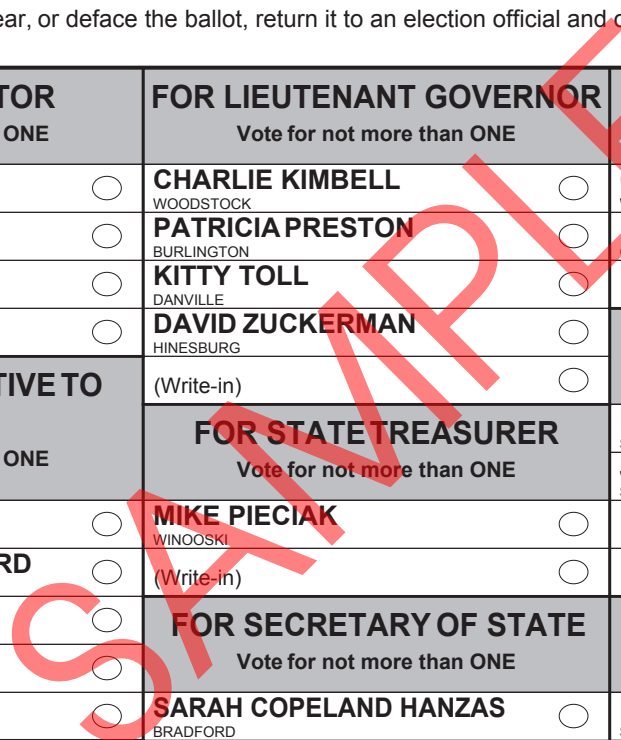 ear, or deface the ballot, return it to an election official and
TOR
ONE
TIVE TO
ONE
RD
FOR LIEUTENANT GOVERNOR
Vote for not more than ONE
CHARLIE KIMBELL
WOODSTOCK
PATRICIA PRESTON
BURLINGTON
KITTY TOLL
DANVILLE
DAVID ZUCKERMAN
HINESBURG
(Write-in)
FOR STATE TREASURER
Vote for not more than ONE
MIKE PIECIAK
WINOOSKI
(Write-in)
FOR SECRETARY OF STATE
Vote for not more than ONE
SARAH COPELAND HANZAS
BRADFORD
SAMPLE